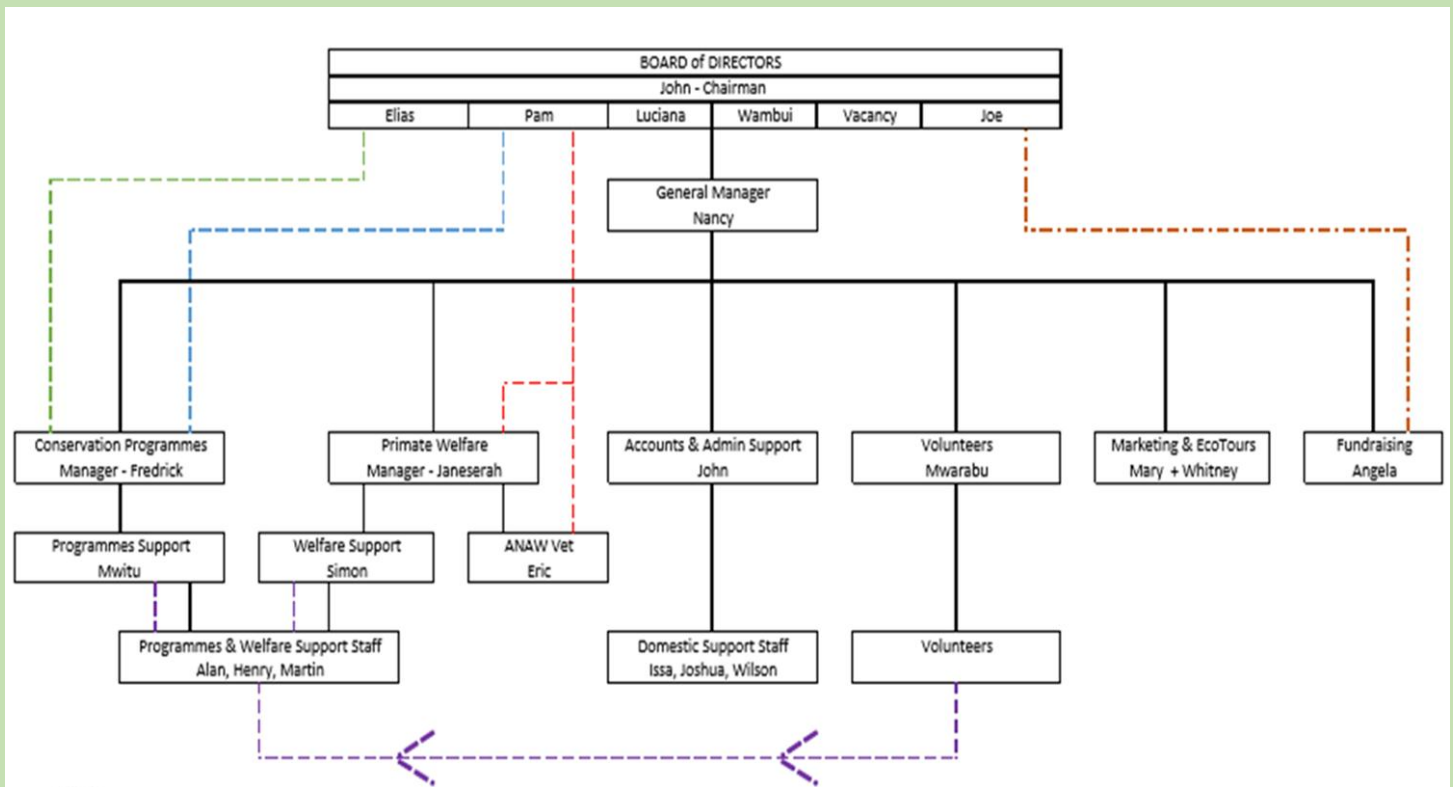 BOARD of DIRECTORS
John - Chairman
Elias
Pam
Luciana
Wambui
Vacancy
Joe
General Manager
Nancy
Conservation Programmes
Manager - Fredrick
Primate Welfare
Manager - Janeserah
Accounts & Admin Support
John
Volunteers
Mwarabu
Marketing & EcoTours
Mary + Whitney
Fundraising
Angela
Programmes Support
Mwitu
Welfare Support
Simon
ANAW Vet
Eric
Programmes & Welfare Support Staff
Alan, Henry, Martin
Domestic Support Staff
Issa, Joshua, Wilson
Volunteers